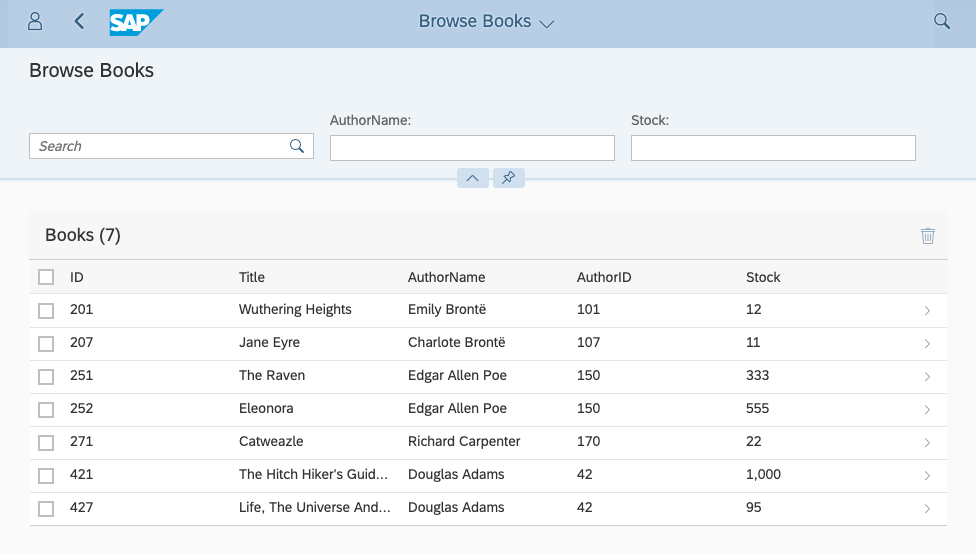 SAP Browse Books
Browse Books
AuthorName: Stock:
Search
Books (7)
ID Title AuthorName AuthorID Stock
201 Wuthering Heights Emily Brontë 101 12
207 Jane Eyre Charlote Brontë 107 11
251 The Raven Edgar Allen Poe 150 333
252 Eleonora Edgar Allen Poe 150 555
271 Catweazle Richard Carpenter 170 22
421 The Hitch Hiker's Guid... Douglas Adams 42 1,000
427 Life, The Universe And... Douglas Adams 42 95